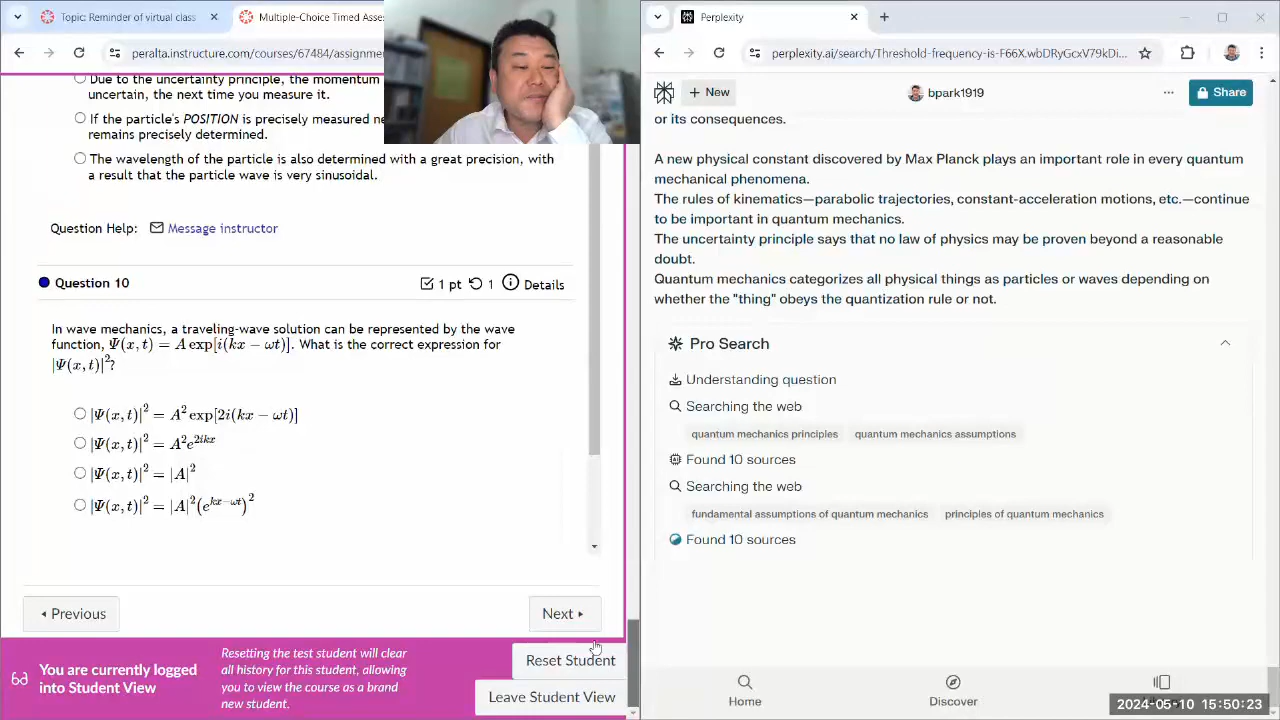 Topic: Reminder of virtual class
Multiple-Choice Timed Asse
peralta.instructure.com/courses/67484/assignme
Due to the uncertainty principle, the momentum
uncertain, the next time you measure it.
If the particle's POSITION is precisely measured ne
remains precisely determined.
The wavelength of the particle is also determined with a great precision, with
a result that the particle wave is very sinusoidal.
Question Help: Message instructor
Question 10
1 pt 1 Details
In wave mechanics, a traveling-wave solution can be represented by the wave
function, Ψ(x, t) = A exp[i(kx − ωt)]. What is the correct expression for
|Ψ(x, t)|²?
|Ψ(x, t)|² = A² exp[2i(kx − ωt)]
|Ψ(x, t)|² = A²e²ⁱᵏˣ
|Ψ(x, t)|² = |A|²
|Ψ(x, t)|² = |A|²(e^{kx−ωt})²
Previous
Next
You are currently logged
into Student View
Resetting the test student will clear
all history for this student, allowing
you to view the course as a brand
new student.
Reset Student
Leave Student View
Perplexity
perplexity.ai/search/Threshold-frequency-is-F66X.wbDRyGczV79kDi...
New
bpark1919
Share
or its consequences.
A new physical constant discovered by Max Planck plays an important role in every quantum
mechanical phenomena.
The rules of kinematics—parabolic trajectories, constant-acceleration motions, etc.—continue
to be important in quantum mechanics.
The uncertainty principle says that no law of physics may be proven beyond a reasonable
doubt.
Quantum mechanics categorizes all physical things as particles or waves depending on
whether the "thing" obeys the quantization rule or not.
Pro Search
Understanding question
Searching the web
quantum mechanics principles quantum mechanics assumptions
Found 10 sources
Searching the web
fundamental assumptions of quantum mechanics principles of quantum mechanics
Found 10 sources
Home
Discover
2024-05-10 15:50:23